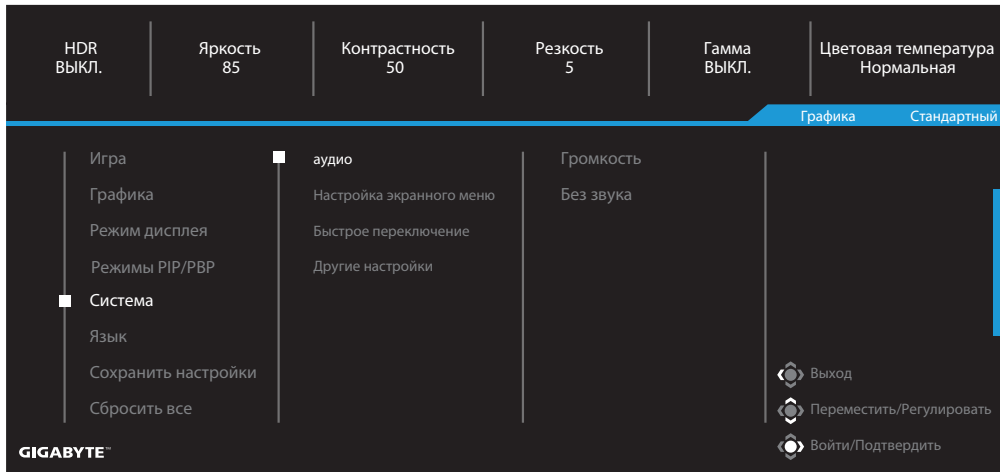 HDR
ВЫКЛ.
Яркость
85
Контрастность
50
Резкость
5
Гамма
ВЫКЛ.
Цветовая температура
Нормальная
Графика Стандартный
Игра
Графика
Режим дисплея
Режимы PIP/PBP
Система
Язык
Сохранить настройки
Сбросить все
аудио
Настройка экранного меню
Быстрое переключение
Другие настройки
Громкость
Без звука
Выход
Переместить/Регулировать
Войти/Подтвердить
GIGABYTE™